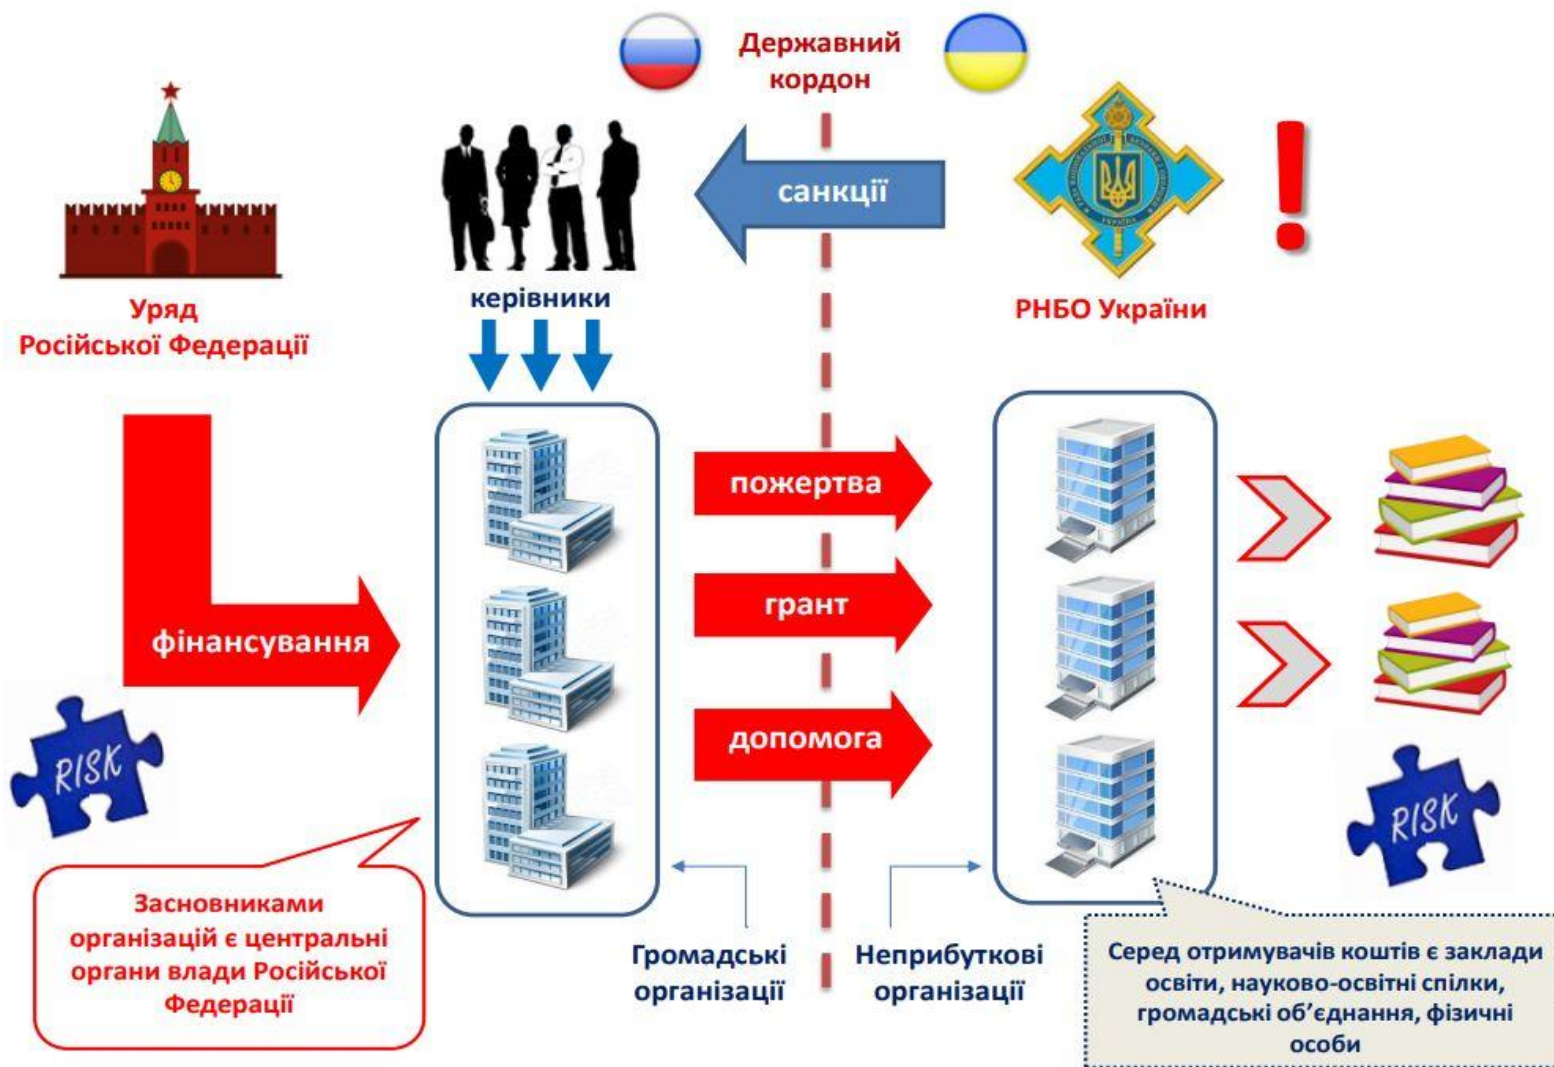 Державний
кордон
санкції
керівники
Уряд
Російської Федерації
РНБО України
УКРАЇНА
пожертва
грант
фінансування
допомога
RISK
RISK
Засновниками
організацій є центральні
органи влади Російської
Федерації
Громадські
організації
Неприбуткові
організації
Серед отримувачів коштів є заклади
освіти, науково-освітні спілки,
громадські об’єднання, фізичні
особи